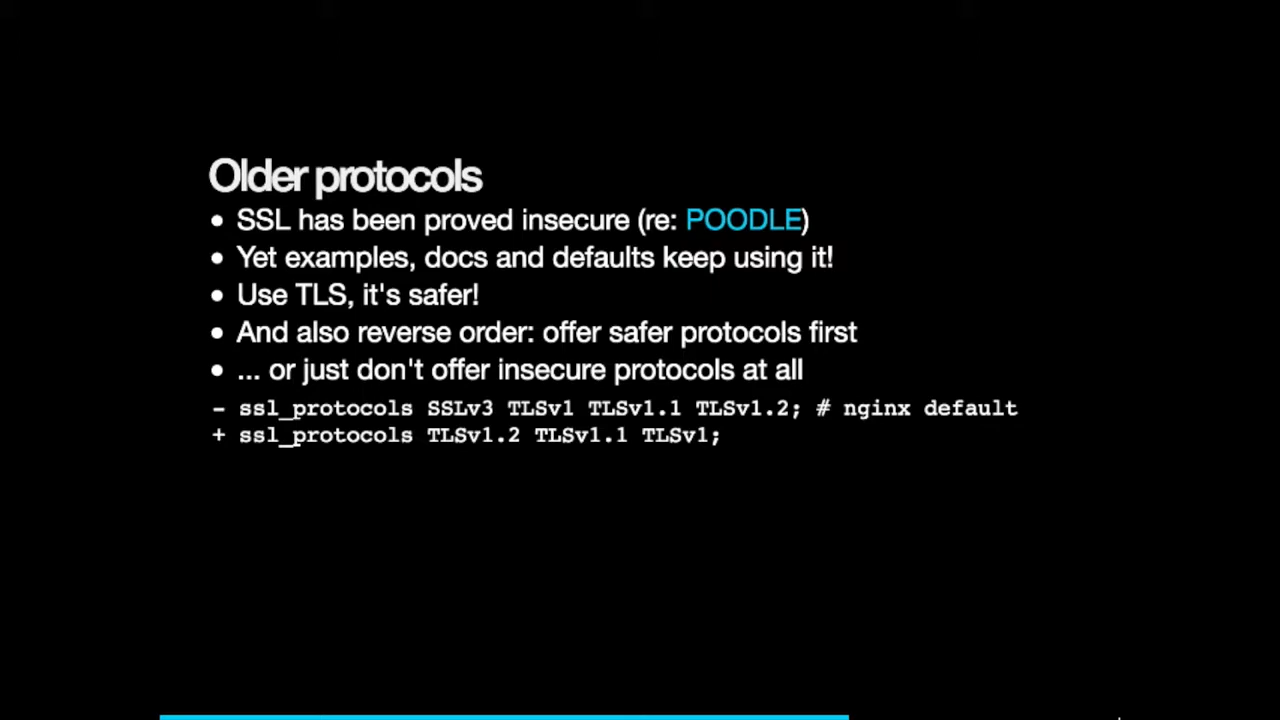 Older protocols
• SSL has been proved insecure (re: POODLE)
• Yet examples, docs and defaults keep using it!
• Use TLS, it's safer!
• And also reverse order: offer safer protocols first
• ... or just don't offer insecure protocols at all
- ssl_protocols SSLv3 TLSv1 TLSv1.1 TLSv1.2; # nginx default
+ ssl_protocols TLSv1.2 TLSv1.1 TLSv1;